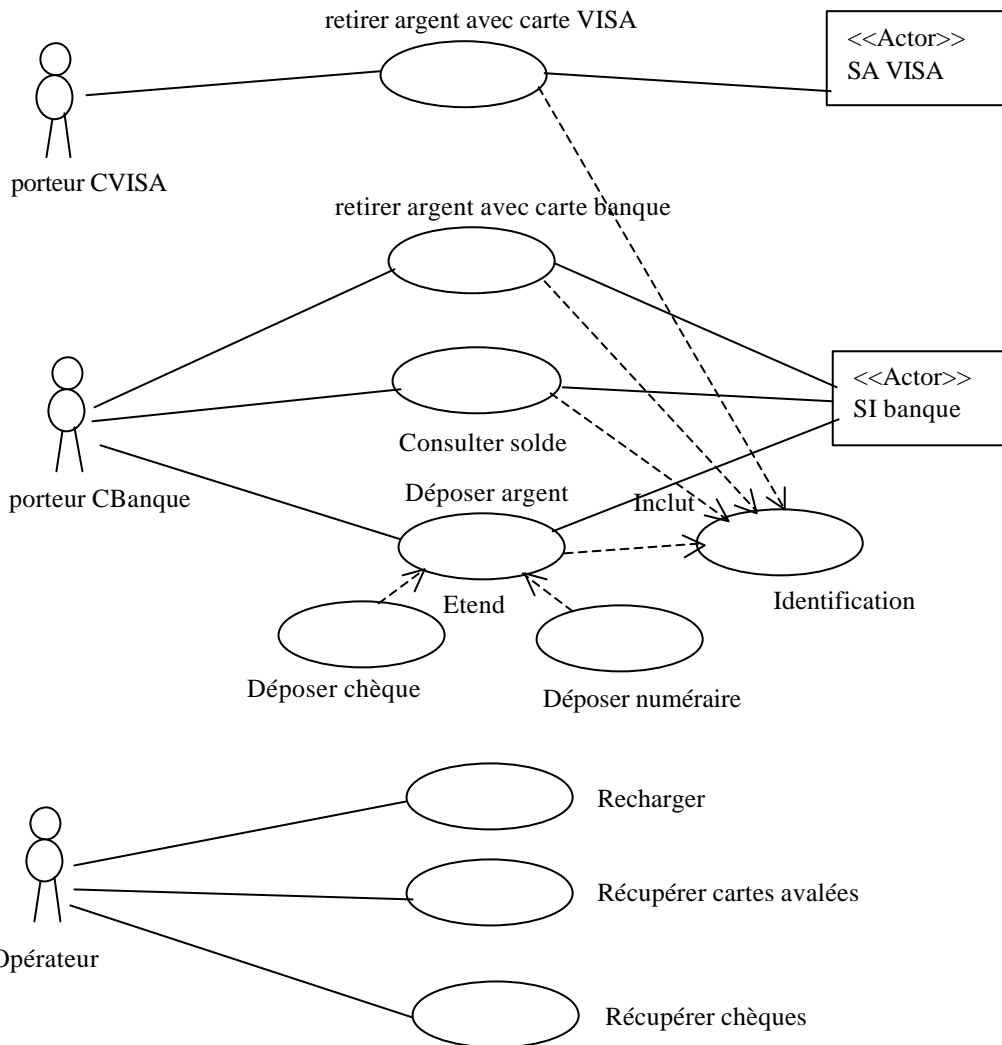 retirer argent avec carte VISA
<<Actor>>
SA VISA
porteur CVISA
retirer argent avec carte banque
<<Actor>>
SI banque
Consulter solde
porteur CBanque
Déposer argent
Inclut
Etend
Identification
Déposer chèque
Déposer numéraire
Recharger
Récupérer cartes avalées
Opérateur
Récupérer chèques